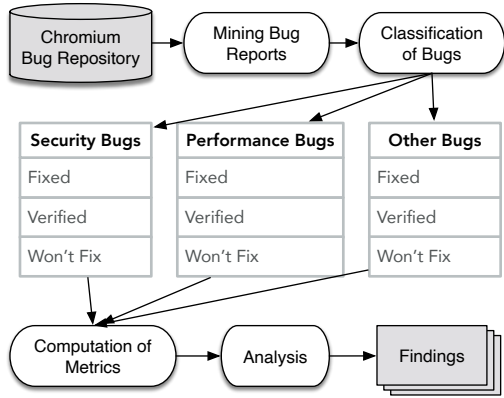 Chromium
Bug Repository
Mining Bug
Reports
Classification
of Bugs
Security Bugs
Fixed
Verified
Won't Fix
Performance Bugs
Fixed
Verified
Won't Fix
Other Bugs
Fixed
Verified
Won't Fix
Computation of
Metrics
Analysis
Findings